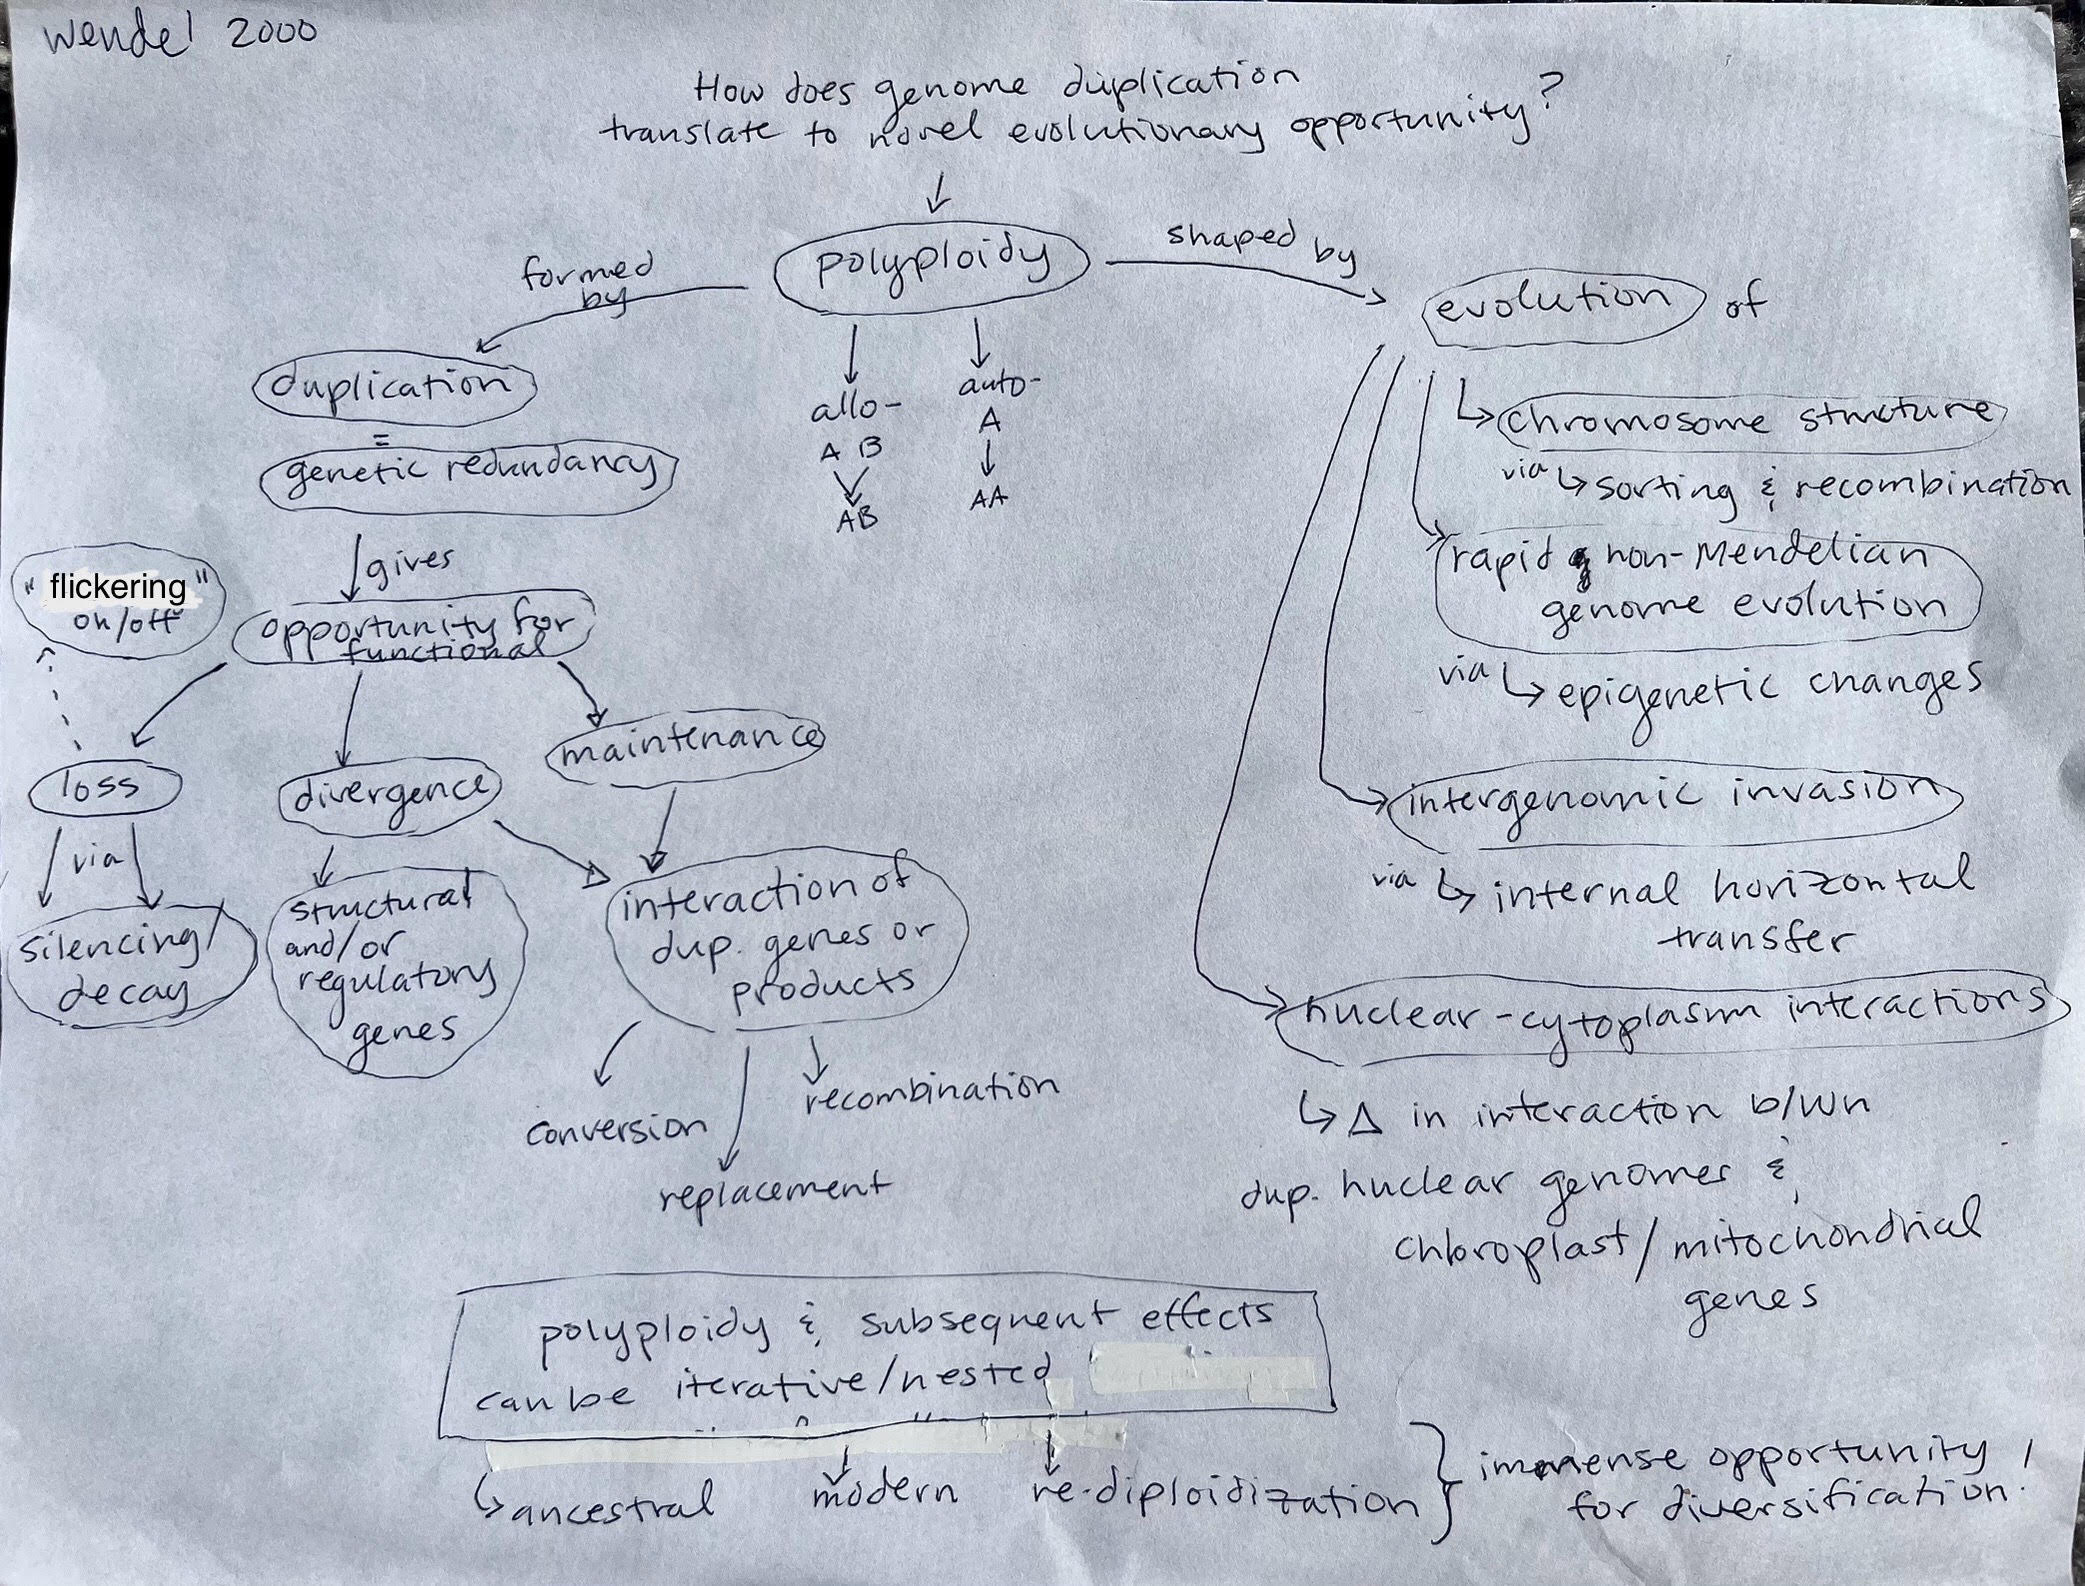 Wendel 2000
How does genome duplication
translate to novel evolutionary opportunity?
polyploidy
formed
by
shaped by
evolution of
duplication
=
genetic redundancy
allo-
A B
AB
auto-
A
AA
gives
opportunity for
functional
"flickering"
on/off
loss
via
silencing/
decay
divergence
structural
and/or
regulatory
genes
maintenance
interaction of
dup. genes or
products
conversion
replacement
recombination
chromosome structure
via ↳ sorting & recombination
rapid & non-Mendelian
genome evolution
via ↳ epigenetic changes
intergenomic invasion
via ↳ internal horizontal
transfer
nuclear-cytoplasm interactions
↳ Δ in interaction b/wn
dup. nuclear genomes &
chloroplast/mitochondrial
genes
polyploidy & subsequent effects
can be iterative/nested
↳ ancestral
modern
re-diploidization
immense opportunity
for diversification!